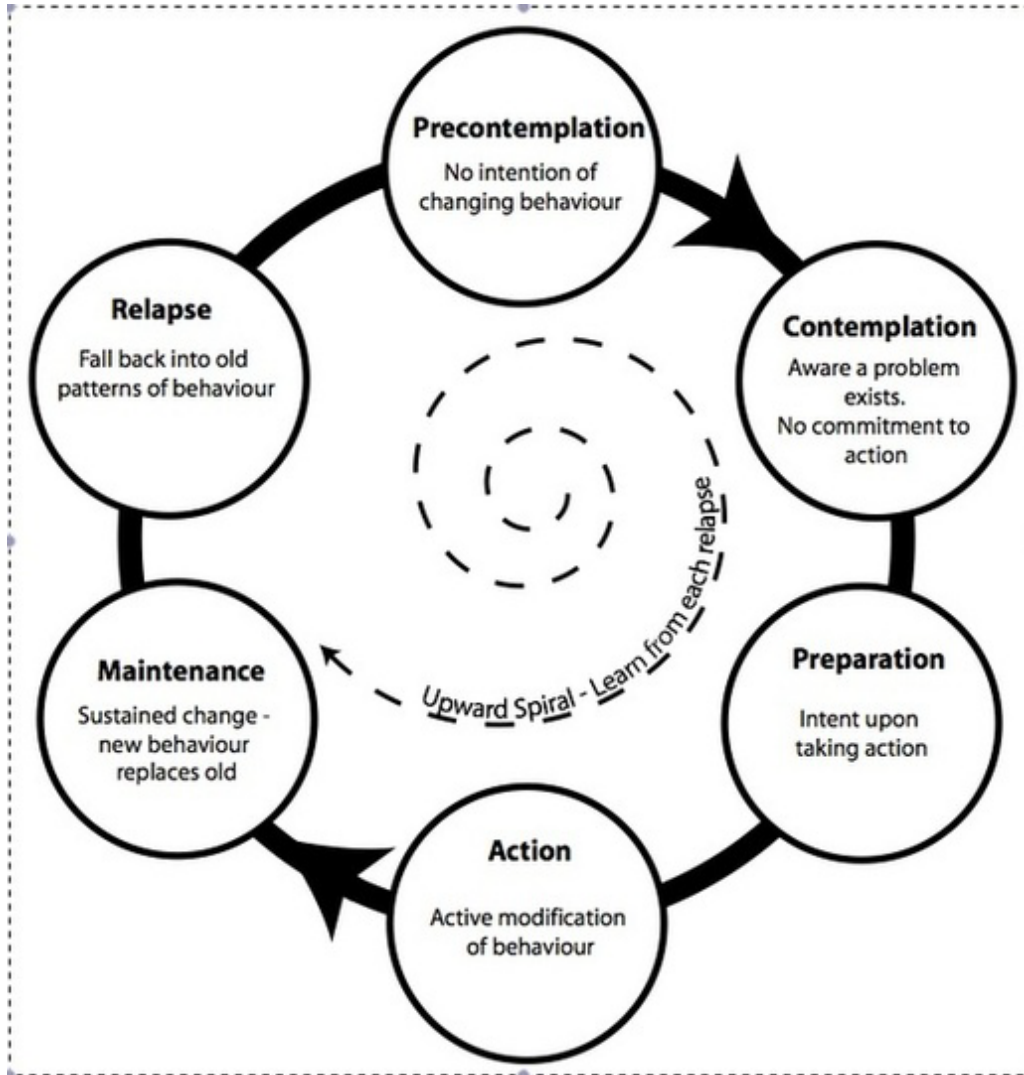 Precontemplation
No intention of
changing behaviour
Contemplation
Aware a problem
exists.
No commitment to
action
Preparation
Intent upon
taking action
Action
Active modification
of behaviour
Maintenance
Sustained change -
new behaviour
replaces old
Relapse
Fall back into old
patterns of behaviour
Upward Spiral - Learn from each relapse